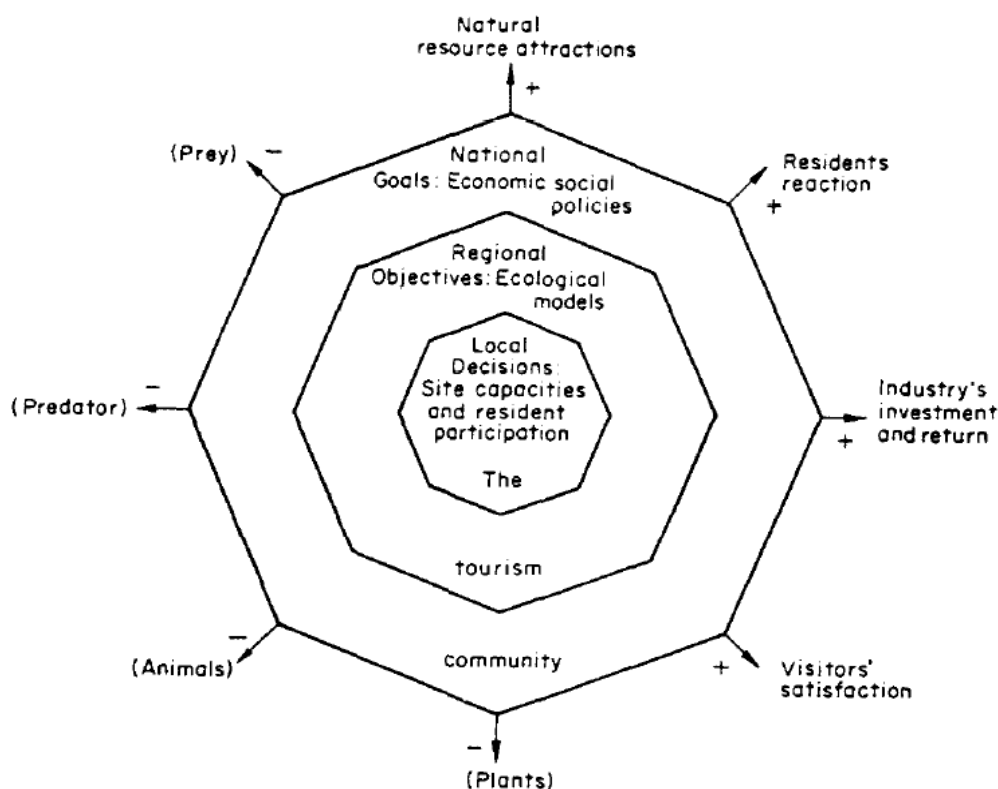 Natural
resource attractions
+
(Prey)
−
National
Goals: Economic social
policies
Residents
reaction
+
Regional
Objectives: Ecological
models
Local
Decisions:
Site capacities
and resident
participation
(Predator)
−
Industry's
investment
and return
+
The
tourism
−
(Animals)
community
+
Visitors'
satisfaction
−
(Plants)